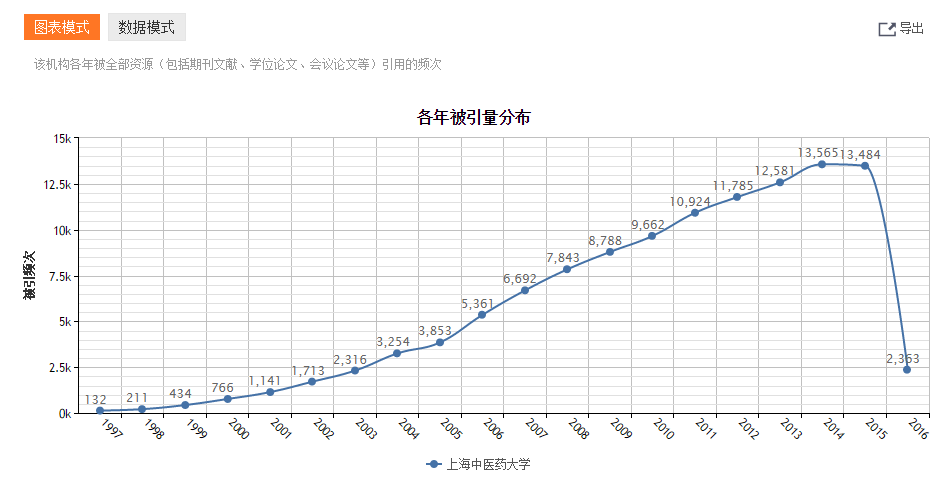 图表模式 数据模式 导出
该机构各年被全部资源（包括期刊文献、学位论文、会议论文等）引用的频次
各年被引量分布
15k
13,565 13,484
12,581
12.5k
11,785
10,924
10k
9,662
8,788
被引频次
7,843
7.5k
6,692
5,361
5k
3,853
3,254
2,363
2,316
2.5k
1,713
1,141
766
434
211
132
0k
1997 1998 1999 2000 2001 2002 2003 2004 2005 2006 2007 2008 2009 2010 2011 2012 2013 2014 2015 2016
上海中医药大学